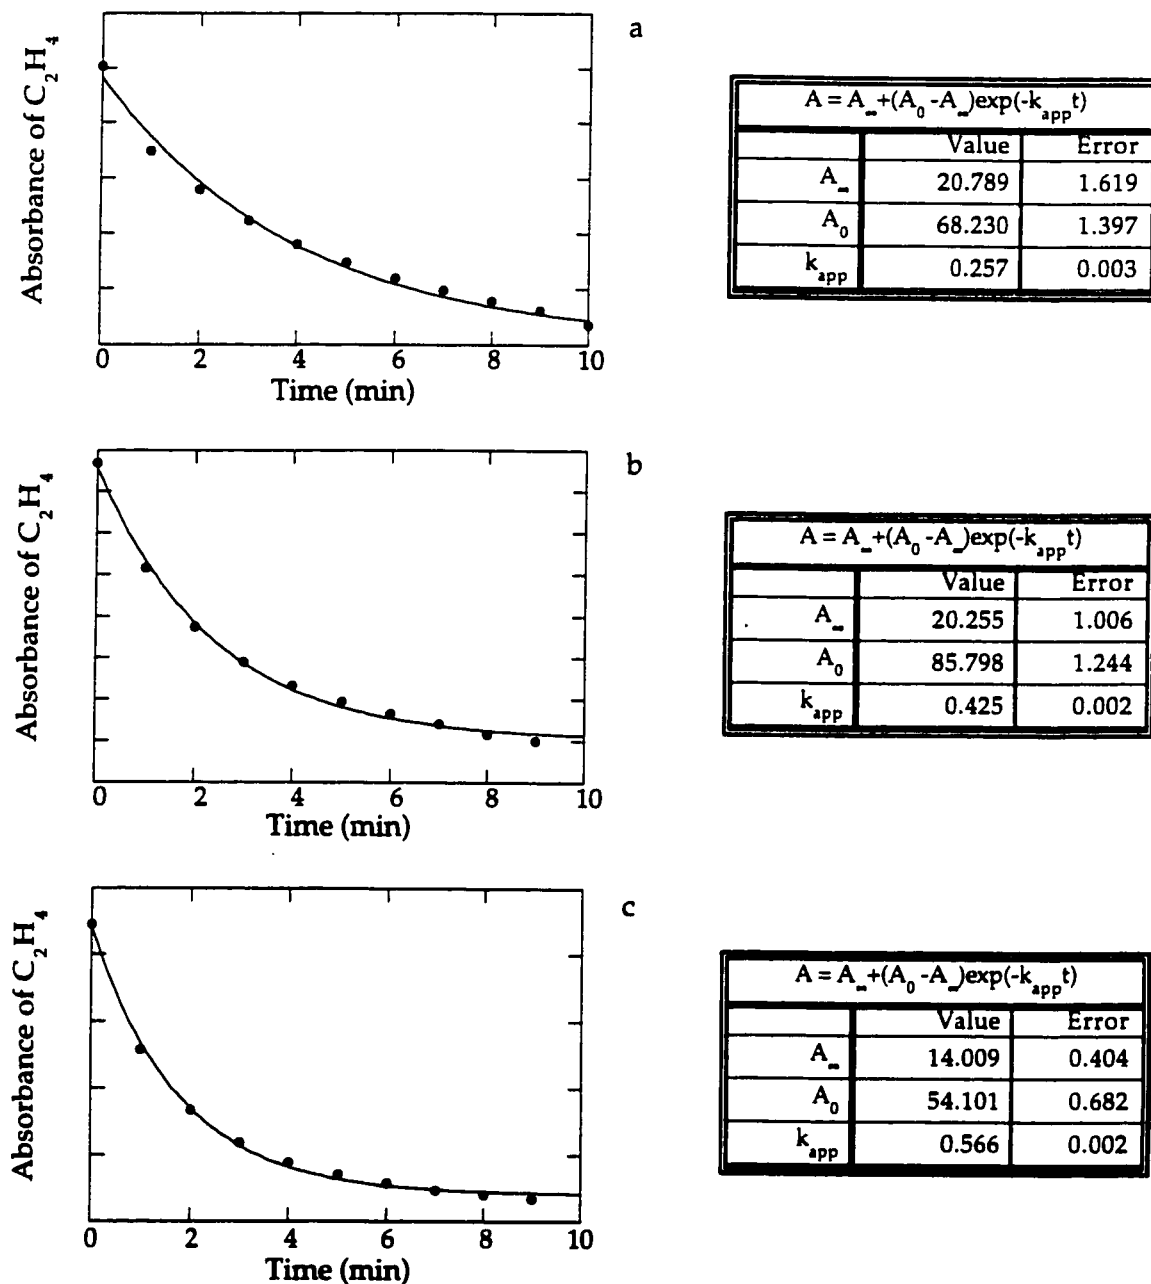 a
Absorbance of C₂H₄
0 2 4 6 8 10
Time (min)
A = A∞+(A₀ -A∞)exp(-kₐₚₚt)
Value Error
A∞ 20.789 1.619
A₀ 68.230 1.397
kₐₚₚ 0.257 0.003
b
Absorbance of C₂H₄
0 2 4 6 8 10
Time (min)
A = A∞+(A₀ -A∞)exp(-kₐₚₚt)
Value Error
A∞ 20.255 1.006
A₀ 85.798 1.244
kₐₚₚ 0.425 0.002
c
Absorbance of C₂H₄
0 2 4 6 8 10
Time (min)
A = A∞+(A₀ -A∞)exp(-kₐₚₚt)
Value Error
A∞ 14.009 0.404
A₀ 54.101 0.682
kₐₚₚ 0.566 0.002